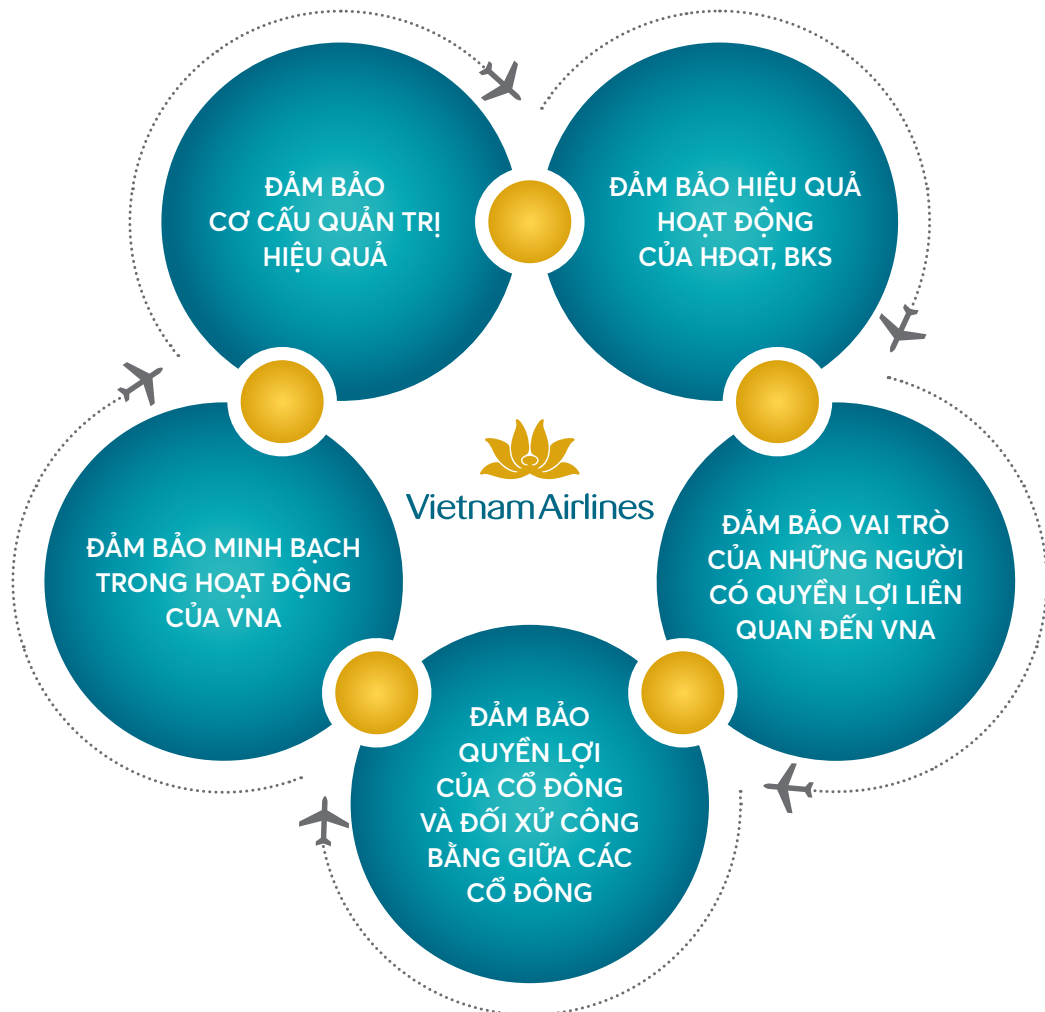 ĐẢM BẢO
CƠ CẤU QUẢN TRỊ
HIỆU QUẢ
ĐẢM BẢO HIỆU QUẢ
HOẠT ĐỘNG
CỦA HĐQT, BKS
Vietnam Airlines
ĐẢM BẢO MINH BẠCH
TRONG HOẠT ĐỘNG
CỦA VNA
ĐẢM BẢO VAI TRÒ
CỦA NHỮNG NGƯỜI
CÓ QUYỀN LỢI LIÊN
QUAN ĐẾN VNA
ĐẢM BẢO
QUYỀN LỢI
CỦA CỔ ĐÔNG
VÀ ĐỐI XỬ CÔNG
BẰNG GIỮA CÁC
CỔ ĐÔNG